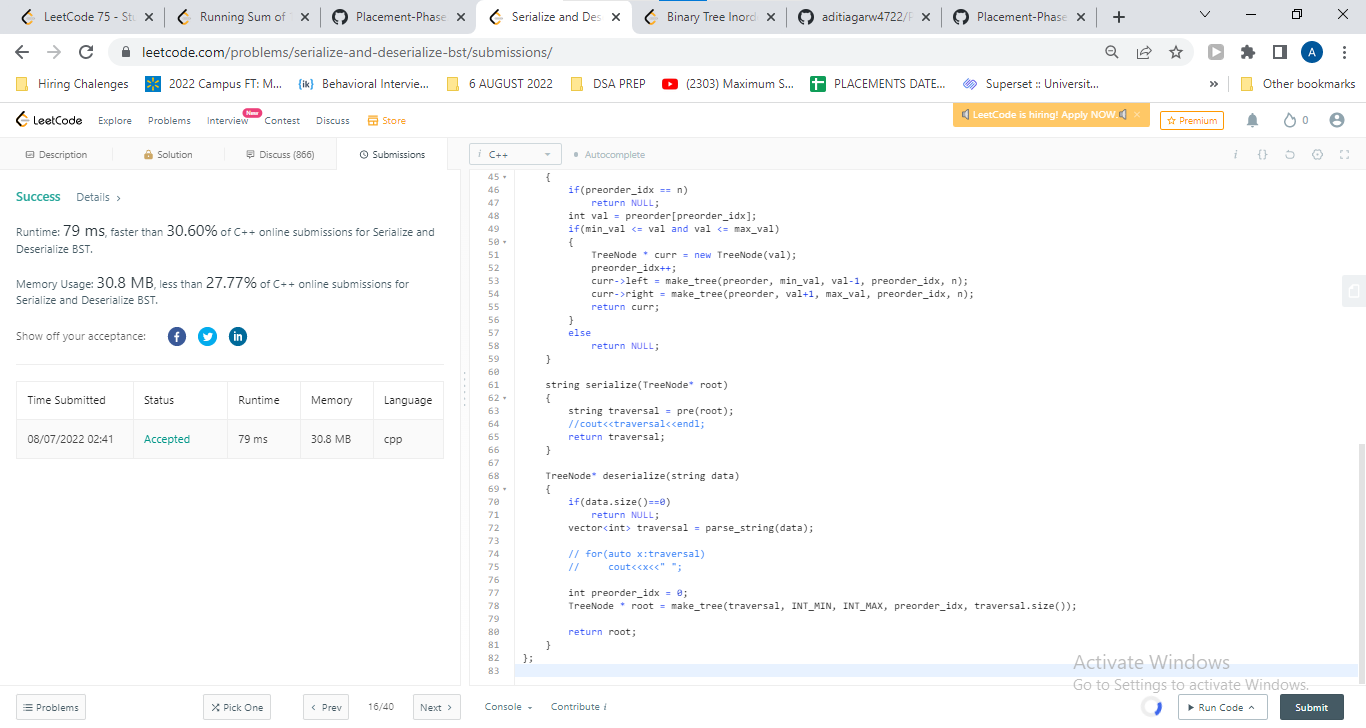 LeetCode 75 - St
Running Sum of
Placement-Phase
Serialize and Des
Binary Tree Inord
aditiagarw4722/
Placement-Phase
leetcode.com/problems/serialize-and-deserialize-bst/submissions/
A
Hiring Chalenges
2022 Campus FT: M...
{ik} Behavioral Intervie...
6 AUGUST 2022
DSA PREP
(2303) Maximum S...
PLACEMENTS DATE...
Superset :: Universit...
»
Other bookmarks
LeetCode
Explore
Problems
Interview
New
Contest
Discuss
Store
LeetCode is hiring! Apply NOW.
Premium
0
Description
Solution
Discuss (866)
Submissions
i C++
Autocomplete
i {}
Success Details >
Runtime: 79 ms, faster than 30.60% of C++ online submissions for Serialize and
Deserialize BST.
Memory Usage: 30.8 MB, less than 27.77% of C++ online submissions for
Serialize and Deserialize BST.
Show off your acceptance:
Time Submitted Status Runtime Memory Language
08/07/2022 02:41 Accepted 79 ms 30.8 MB cpp
45 {
46 if(preorder_idx == n)
47 return NULL;
48 int val = preorder[preorder_idx];
49 if(min_val <= val and val <= max_val)
50 {
51 TreeNode * curr = new TreeNode(val);
52 preorder_idx++;
53 curr->left = make_tree(preorder, min_val, val-1, preorder_idx, n);
54 curr->right = make_tree(preorder, val+1, max_val, preorder_idx, n);
55 return curr;
56 }
57 else
58 return NULL;
59 }
60
61 string serialize(TreeNode* root)
62 {
63 string traversal = pre(root);
64 //cout<<traversal<<endl;
65 return traversal;
66 }
67
68 TreeNode* deserialize(string data)
69 {
70 if(data.size()==0)
71 return NULL;
72 vector<int> traversal = parse_string(data);
73
74 // for(auto x:traversal)
75 // cout<<x<<" ";
76
77 int preorder_idx = 0;
78 TreeNode * root = make_tree(traversal, INT_MIN, INT_MAX, preorder_idx, traversal.size());
79
80 return root;
81 }
82 };
83
Activate Windows
Go to Settings to activate Windows.
Problems
Pick One
< Prev
16/40
Next >
Console
Contribute i
Run Code
Submit